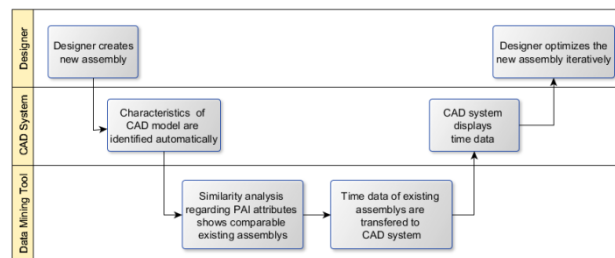 Designer
Designer creates
new assembly
Designer optimizes the
new assembly iteratively
CAD System
Characteristics of
CAD model are
identified automatically
CAD system
displays
time data
Data Mining Tool
Similarity analysis
regarding PAI attributes
shows comparable
existing assemblys
Time data of existing
assemblys are
transfered to
CAD system